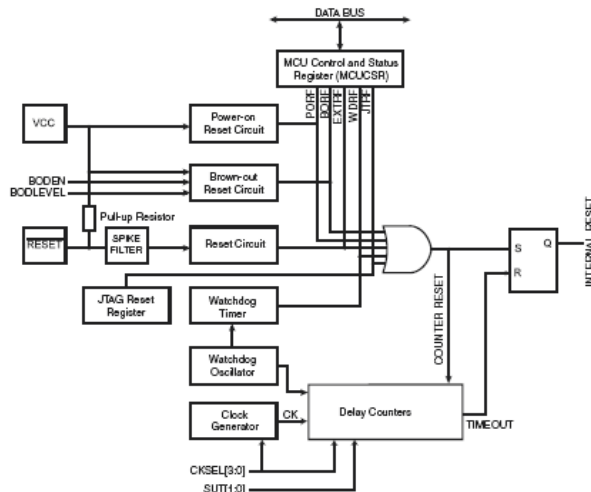 DATA BUS
MCU Control and Status
Register (MCUCSR)
PORF
BORF
EXTRF
WDRF
JTRF
VCC
Power-on
Reset Circuit
BODEN
BODLEVEL
Brown-out
Reset Circuit
Pull-up Resistor
RESET
SPIKE
FILTER
Reset Circuit
JTAG Reset
Register
Watchdog
Timer
Watchdog
Oscillator
Clock
Generator
CK
Delay Counters
TIMEOUT
COUNTER RESET
S
R
Q
INTERNAL RESET
CKSEL[3:0]
SUT[1:0]